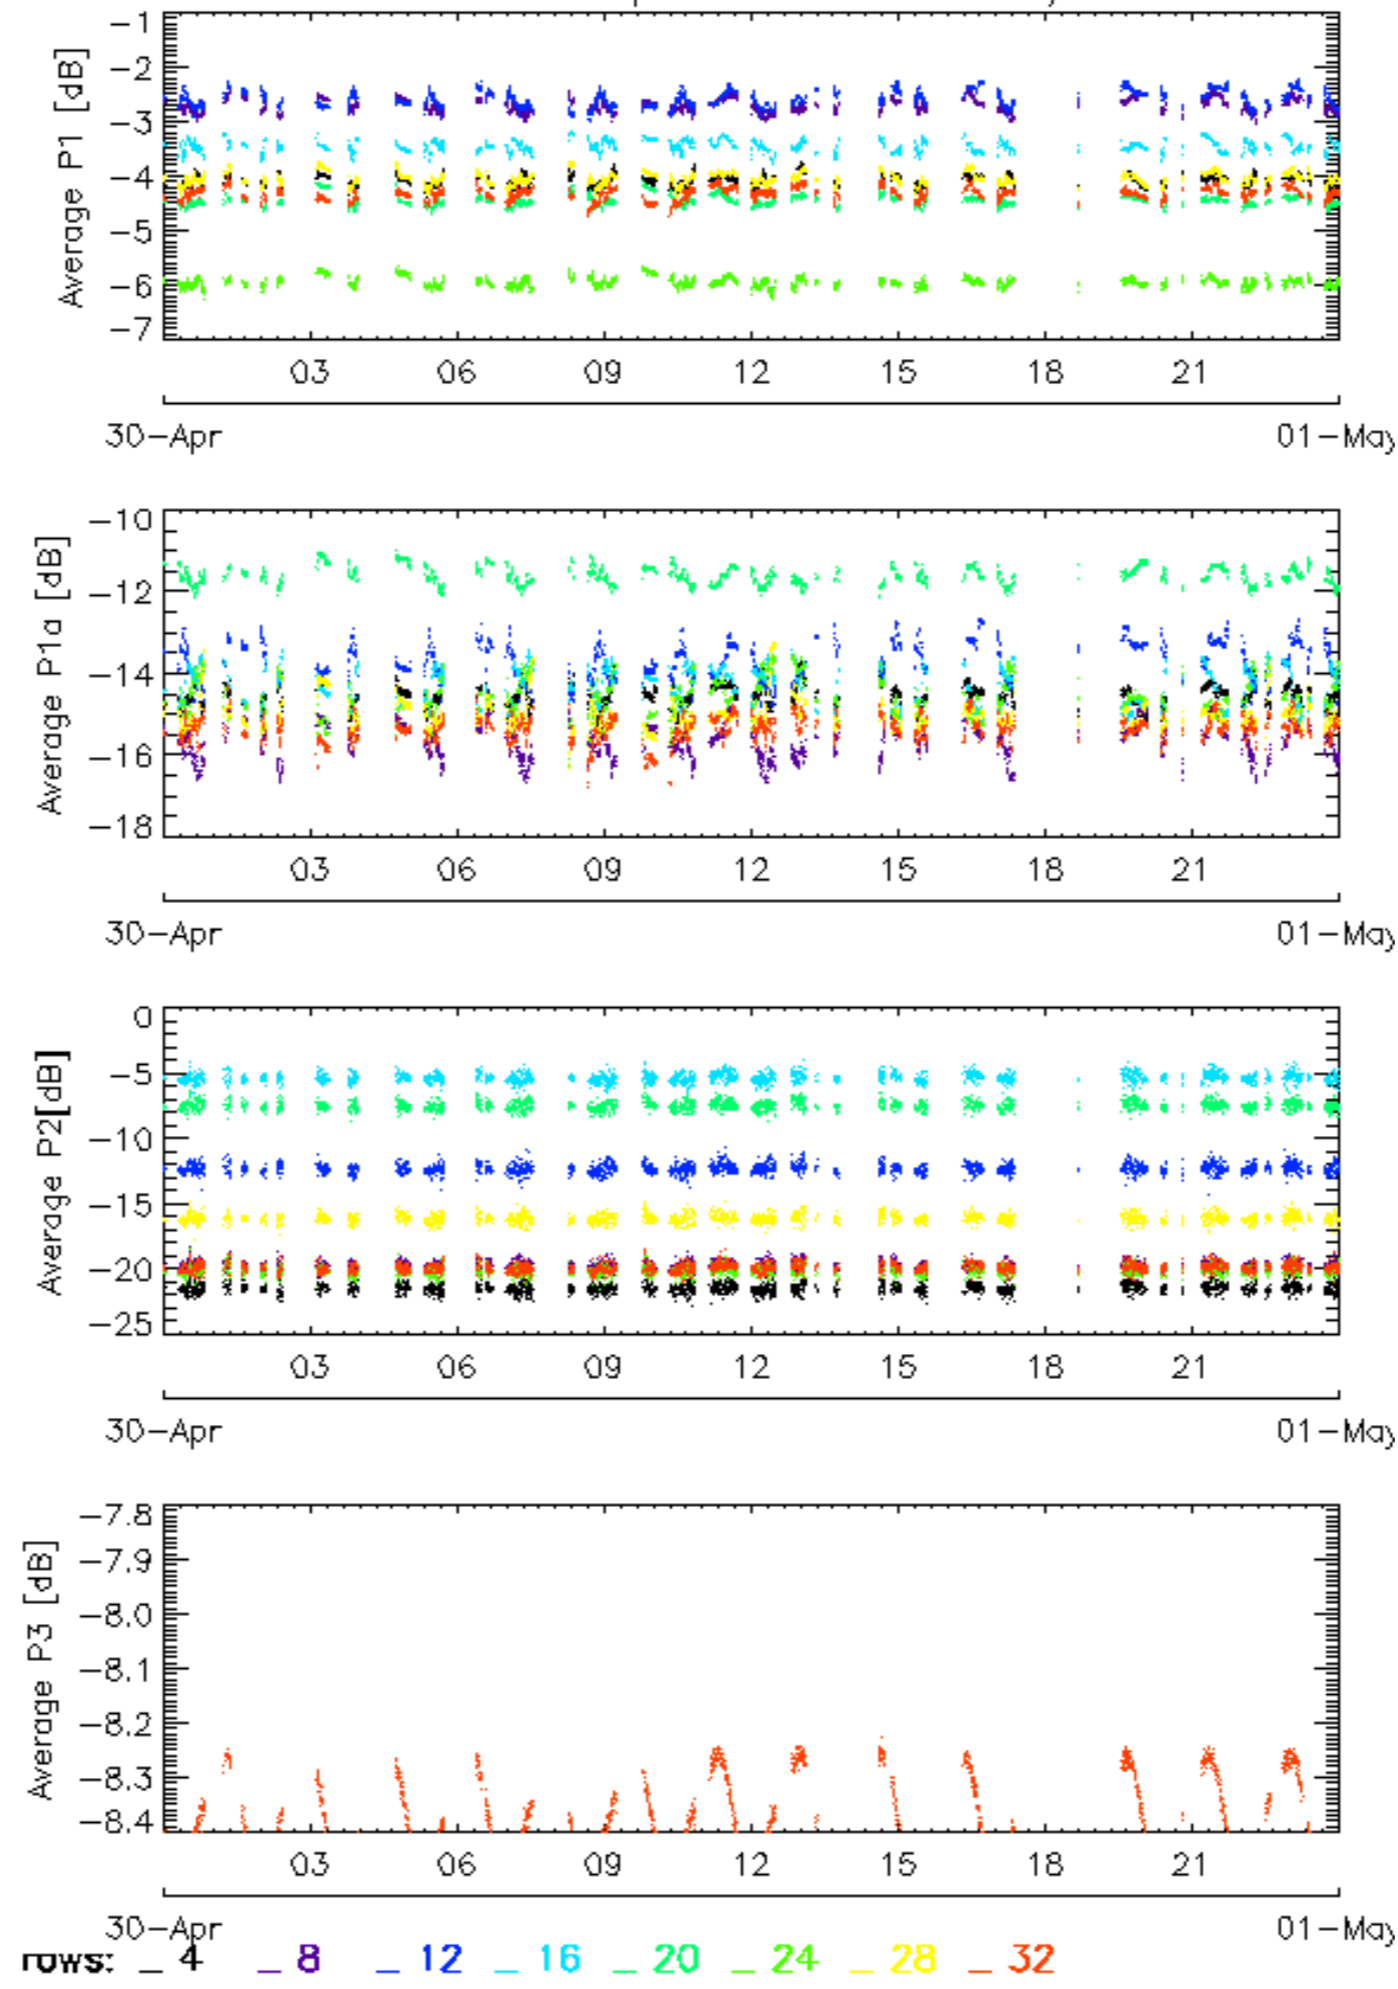 Average P1 [dB]
-1
-2
-3
-4
-5
-6
-7
03 06 09 12 15 18 21
30-Apr 01-May
Average P1a [dB]
-10
-12
-14
-16
-18
03 06 09 12 15 18 21
30-Apr 01-May
Average P2[dB]
0
-5
-10
-15
-20
-25
03 06 09 12 15 18 21
30-Apr 01-May
Average P3 [dB]
-7.8
-7.9
-8.0
-8.1
-8.2
-8.3
-8.4
03 06 09 12 15 18 21
30-Apr 01-May
rows: _ 4 _ 8 _ 12 _ 16 _ 20 _ 24 _ 28 _ 32